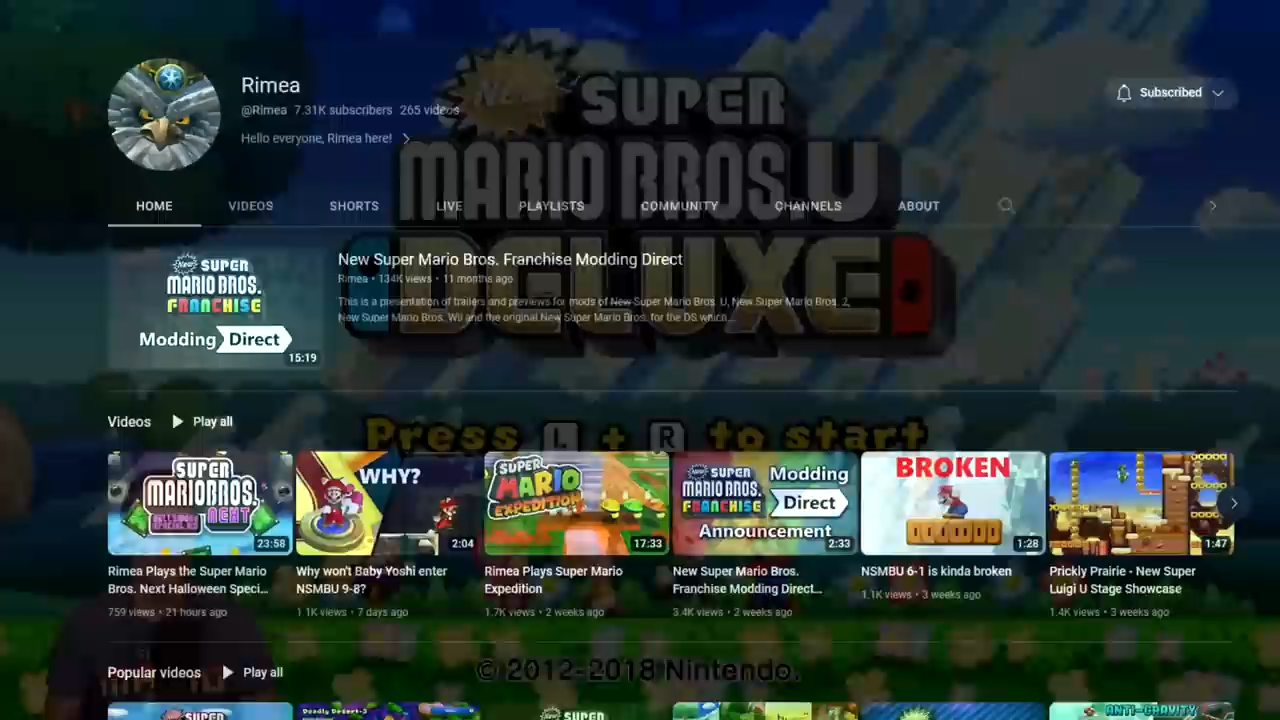 New
SUPER
MARIO BROS. U
DELUXE
Press L + R to start
© 2012-2018 Nintendo.
Rimea
@Rimea 7.31K subscribers 265 videos
Hello everyone, Rimea here!
Subscribed
HOME VIDEOS SHORTS LIVE PLAYLISTS COMMUNITY CHANNELS ABOUT
New SUPER
MARIO BROS.
FRANCHISE
Modding Direct
15:19
New Super Mario Bros. Franchise Modding Direct
Rimea • 134K views • 11 months ago
This is a presentation of trailers and previews for mods of New Super Mario Bros. U, New Super Mario Bros. 2,
New Super Mario Bros. Wii and the original New Super Mario Bros. for the DS which...
Videos Play all
SUPER
MARIO BROS.
NEXT
HALLOWEEN
SPECIAL
23:58
Rimea Plays the Super Mario
Bros. Next Halloween Speci...
759 views • 21 hours ago
WHY?
2:04
Why won't Baby Yoshi enter
NSMBU 9-8?
1.1K views • 7 days ago
SUPER
MARIO
EXPEDITION
17:33
Rimea Plays Super Mario
Expedition
1.7K views • 2 weeks ago
New SUPER
MARIO BROS.
FRANCHISE
Modding
Direct
Announcement
2:33
New Super Mario Bros.
Franchise Modding Direct...
3.4K views • 2 weeks ago
BROKEN
1:28
NSMBU 6-1 is kinda broken
1.1K views • 3 weeks ago
1:47
Prickly Prairie - New Super
Luigi U Stage Showcase
1.4K views • 3 weeks ago
Popular videos Play all
SUPER
Deadly Desert-3
SUPER
ANTI-GRAVITY